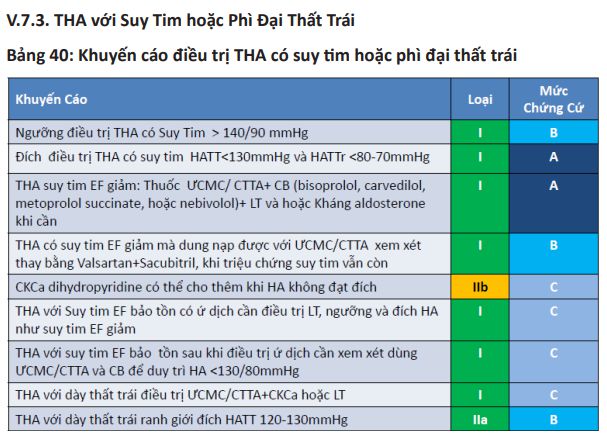 V.7.3. THA với Suy Tim hoặc Phì Đại Thất Trái
Bảng 40: Khuyến cáo điều trị THA có suy tim hoặc phì đại thất trái
Khuyến Cáo Loại Mức
Chứng Cứ
Ngưỡng điều trị THA có Suy Tim > 140/90 mmHg I B
Đích điều trị THA có suy tim HATT<130mmHg và HATTr <80-70mmHg I A
THA suy tim EF giảm: Thuốc ƯCMC/ CTTA+ CB (bisoprolol, carvedilol,
metoprolol succinate, hoặc nebivolol)+ LT và hoặc Kháng aldosterone
khi cần
I A
THA có suy tim EF giảm mà dung nạp được với ƯCMC/CTTA xem xét
thay bằng Valsartan+Sacubitril, khi triệu chứng suy tim vẫn còn
I B
CKCa dihydropyridine có thể cho thêm khi HA không đạt đích IIb C
THA với Suy tim EF bảo tồn có ứ dịch cần điều trị LT, ngưỡng và đích HA
như suy tim EF giảm
I C
THA với suy tim EF bảo tồn sau khi điều trị ứ dịch cần xem xét dùng
ƯCMC/CTTA và CB để duy trì HA <130/80mmHg
I C
THA với dày thất trái điều trị ƯCMC/CTTA+CKCa hoặc LT I C
THA với dày thất trái ranh giới đích HATT 120-130mmHg IIa B